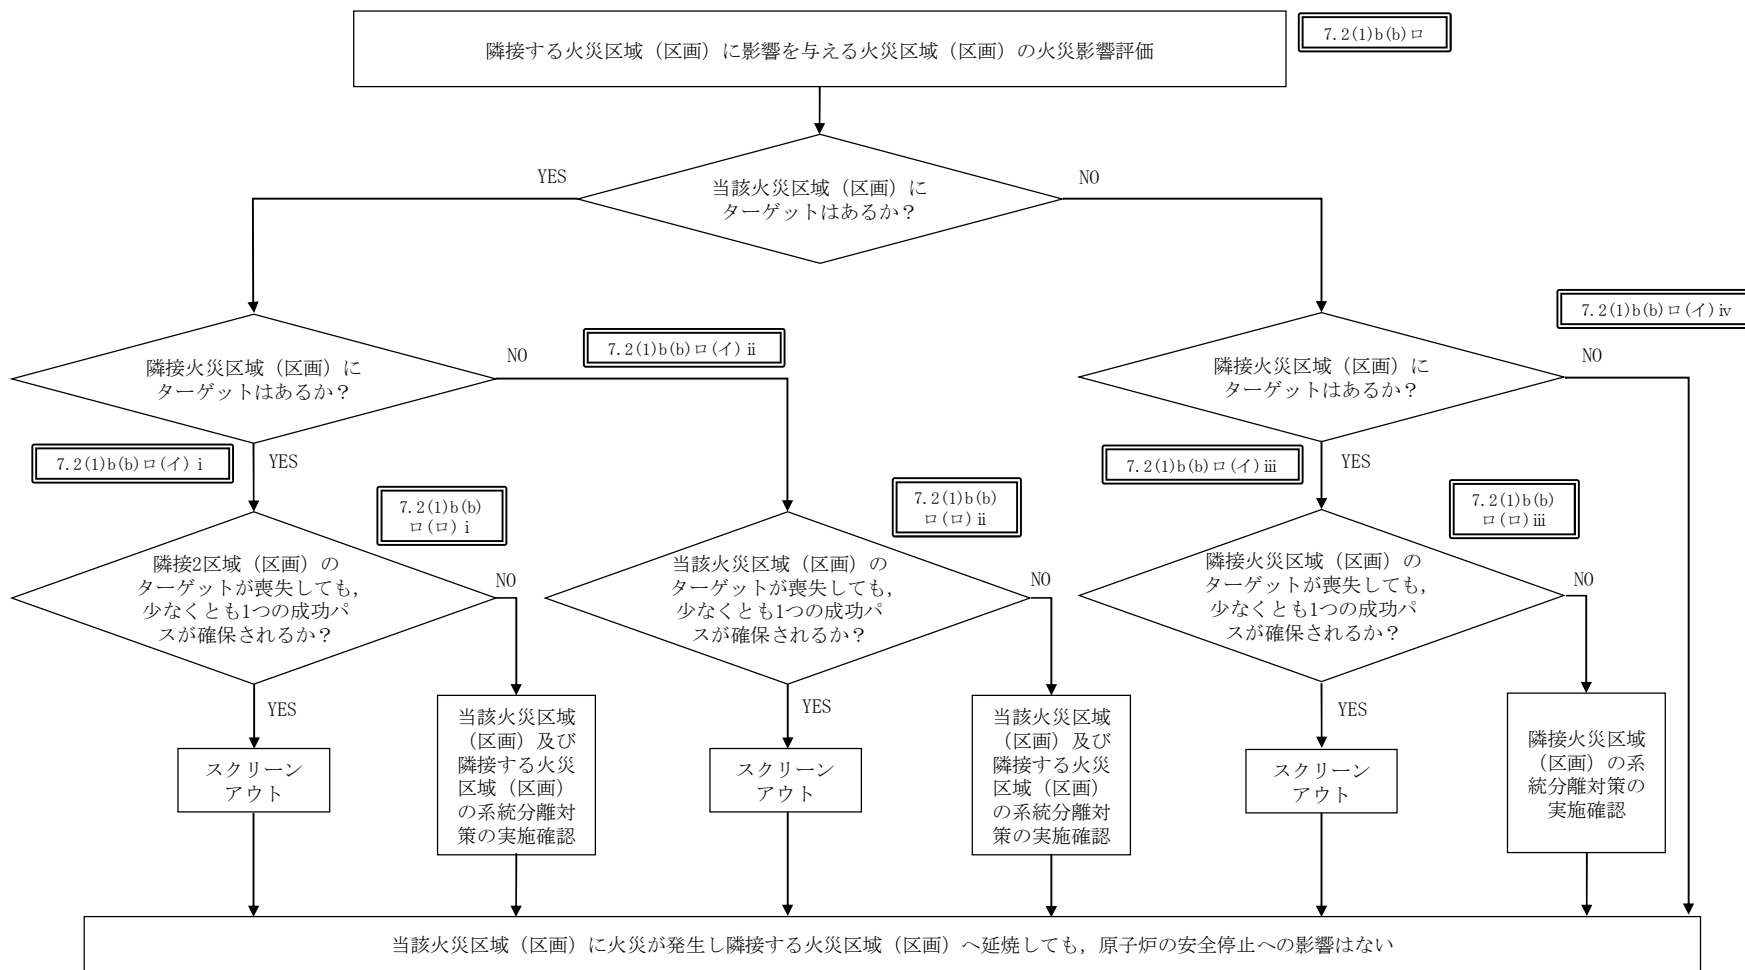 隣接する火災区域（区画）に影響を与える火災区域（区画）の火災影響評価
7.2(1)b(b)ロ
YES
NO
当該火災区域（区画）に
ターゲットはあるか？
7.2(1)b(b)ロ(イ)ⅳ
7.2(1)b(b)ロ(イ)ⅱ
NO
NO
隣接火災区域（区画）に
ターゲットはあるか？
隣接火災区域（区画）に
ターゲットはあるか？
7.2(1)b(b)ロ(イ)ⅰ
YES
7.2(1)b(b)ロ(イ)ⅲ
YES
7.2(1)b(b)
ロ(ロ)ⅰ
7.2(1)b(b)
ロ(ロ)ⅱ
7.2(1)b(b)
ロ(ロ)ⅲ
隣接2区域（区画）の
ターゲットが喪失しても，
少なくとも1つの成功パ
スが確保されるか？
NO
当該火災区域（区画）の
ターゲットが喪失しても，
少なくとも1つの成功パ
スが確保されるか？
NO
隣接火災区域（区画）の
ターゲットが喪失しても，
少なくとも1つの成功パ
スが確保されるか？
NO
YES
YES
YES
スクリーン
アウト
当該火災区域
（区画）及び
隣接する火災
区域（区画）
の系統分離対
策の実施確認
スクリーン
アウト
当該火災区域
（区画）及び
隣接する火災
区域（区画）
の系統分離対
策の実施確認
スクリーン
アウト
隣接火災区域
（区画）の系
統分離対策の
実施確認
当該火災区域（区画）に火災が発生し隣接する火災区域（区画）へ延焼しても，原子炉の安全停止への影響はない